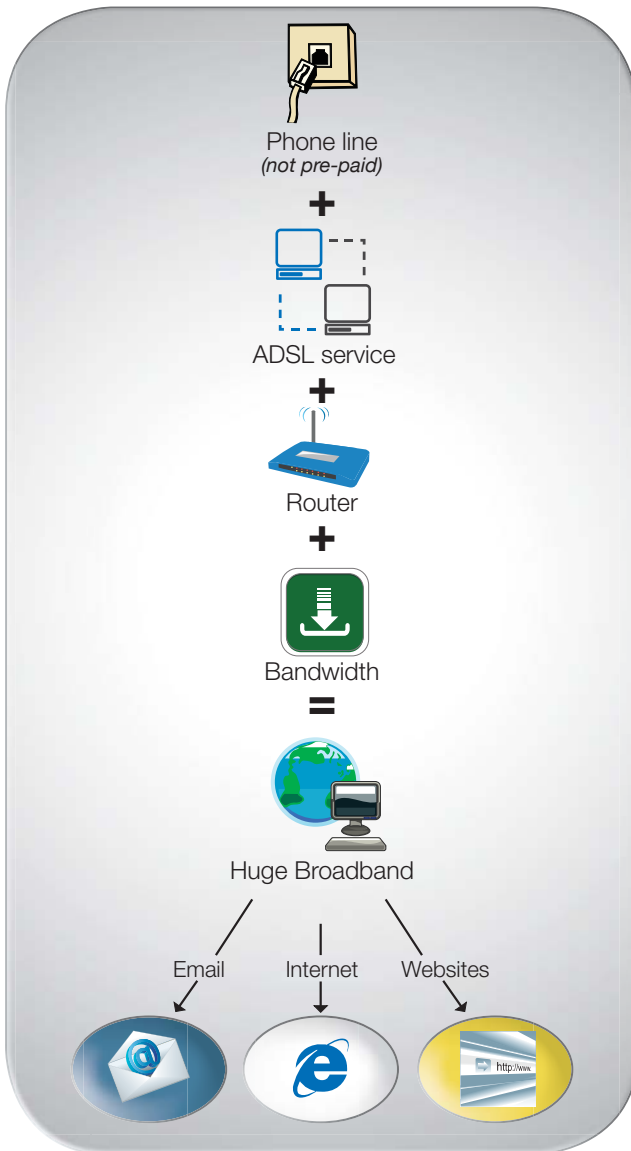 Phone line
(not pre-paid)
+
ADSL service
+
Router
+
Bandwidth
=
Huge Broadband
Email Internet Websites
@
e
http://www.